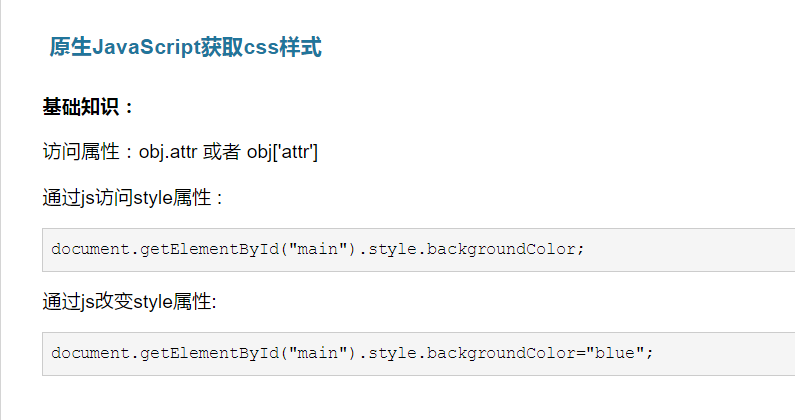 原生JavaScript获取css样式
基础知识：
访问属性：obj.attr 或者 obj['attr']
通过js访问style属性：
document.getElementById("main").style.backgroundColor;
通过js改变style属性:
document.getElementById("main").style.backgroundColor="blue";